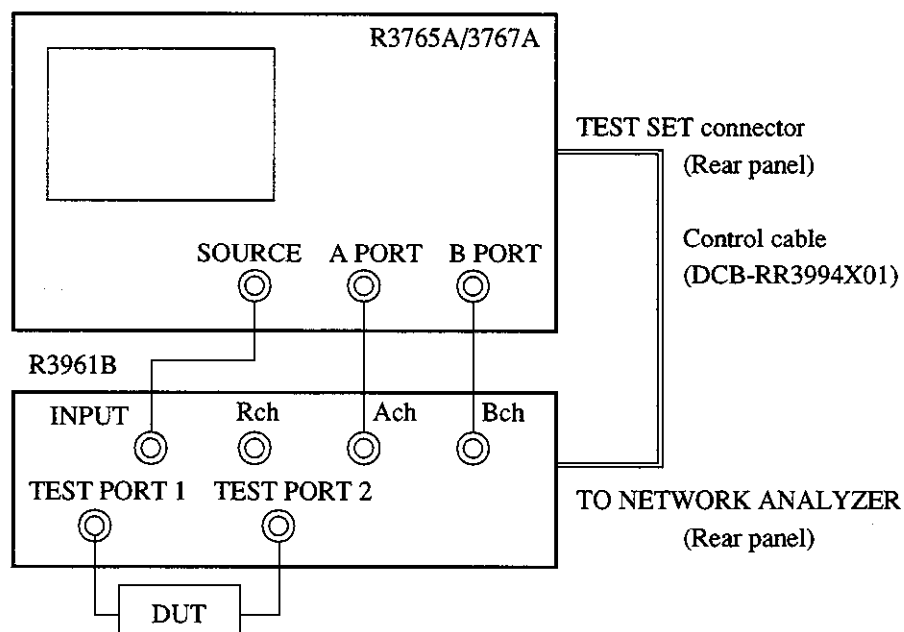 R3765A/3767A
TEST SET connector
(Rear panel)
SOURCE A PORT B PORT
Control cable
(DCB-RR3994X01)
R3961B
INPUT Rch Ach Bch
TEST PORT 1 TEST PORT 2
TO NETWORK ANALYZER
(Rear panel)
DUT